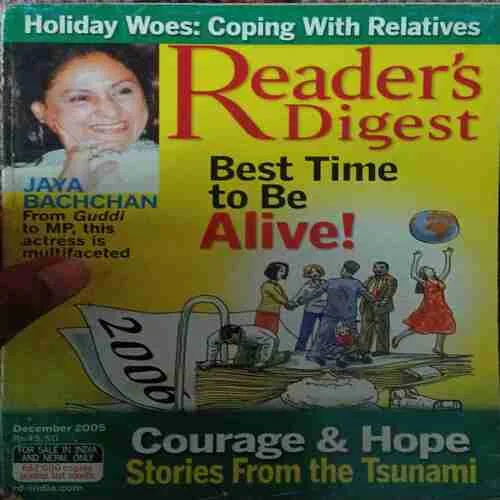 Holiday Woes: Coping With Relatives
Reader's
Digest
JAYA
BACHCHAN
From Guddi
to MP, this
actress is
multifaceted
Best Time
to Be
Alive!
2006
December 2005
FOR SALE IN INDIA
AND NEPAL ONLY
rd-india.com
Courage & Hope
Stories From the Tsunami